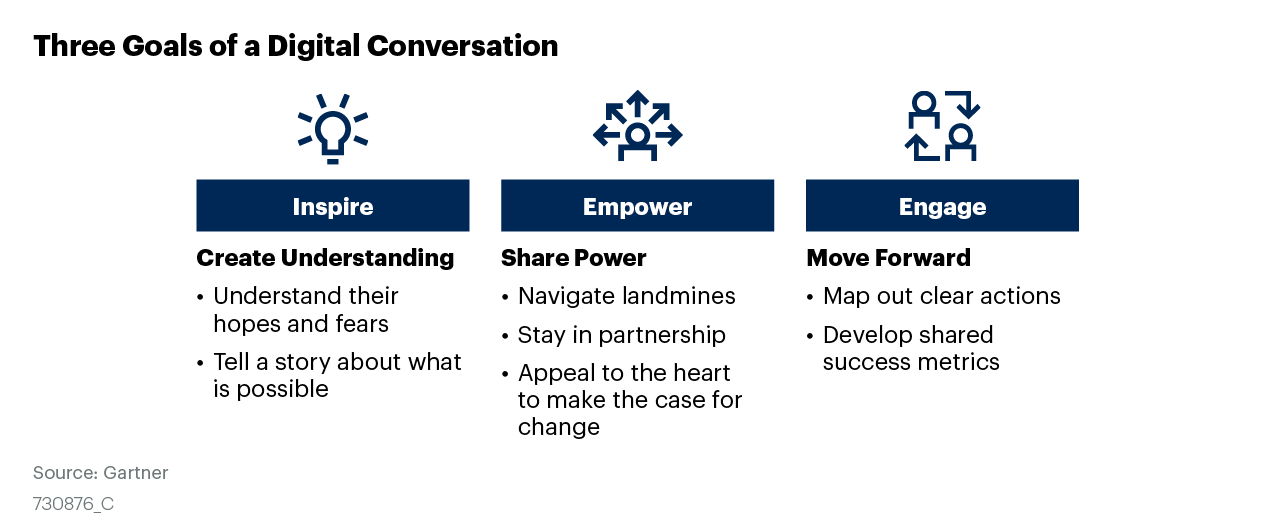 Three Goals of a Digital Conversation
Inspire
Create Understanding
• Understand their
hopes and fears
• Tell a story about what
is possible
Empower
Share Power
• Navigate landmines
• Stay in partnership
• Appeal to the heart
to make the case for
change
Engage
Move Forward
• Map out clear actions
• Develop shared
success metrics
Source: Gartner
730876_C